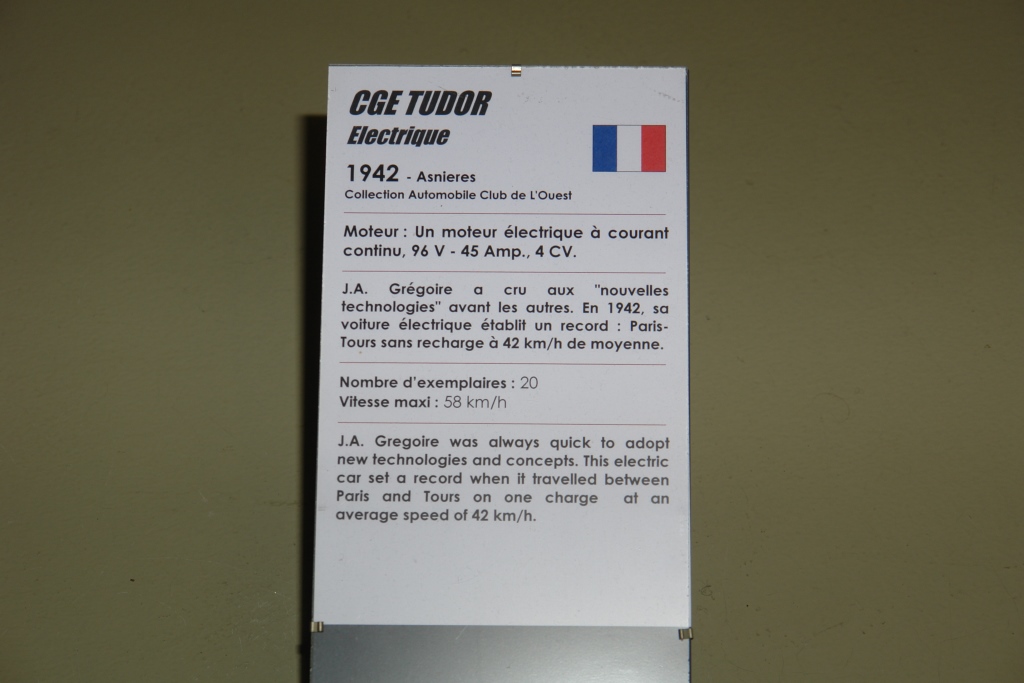 CGE TUDOR
Electrique
1942 - Asnieres
Collection Automobile Club de L'Ouest
Moteur : Un moteur électrique à courant
continu, 96 V - 45 Amp., 4 CV.
J.A. Grégoire a cru aux "nouvelles
technologies" avant les autres. En 1942, sa
voiture électrique établit un record : Paris-
Tours sans recharge à 42 km/h de moyenne.
Nombre d'exemplaires : 20
Vitesse maxi : 58 km/h
J.A. Gregoire was always quick to adopt
new technologies and concepts. This electric
car set a record when it travelled between
Paris and Tours on one charge at an
average speed of 42 km/h.